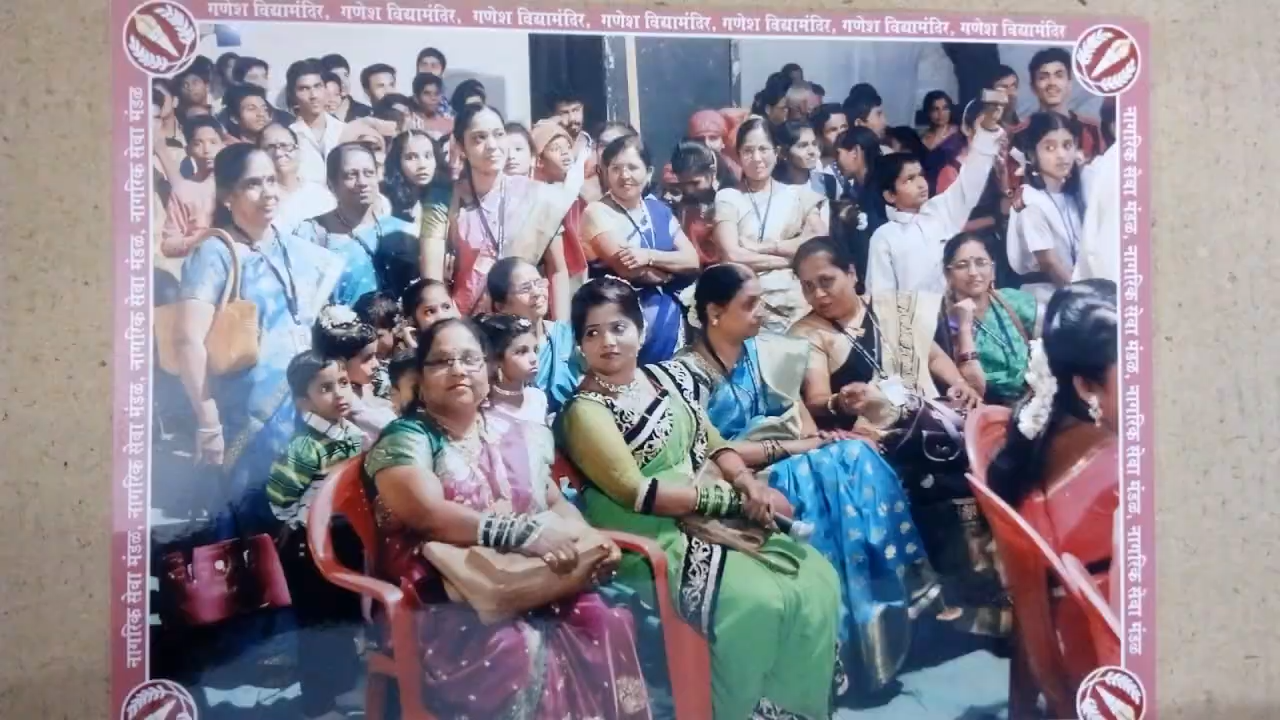 गणेश विद्यामंदिर, गणेश विद्यामंदिर, गणेश विद्यामंदिर, गणेश विद्यामंदिर, गणेश विद्यामंदिर, गणेश विद्यामंदिर, गणेश विद्यामंदिर
नागरिक सेवा मंडळ, नागरिक सेवा मंडळ, नागरिक सेवा मंडळ, नागरिक सेवा मंडळ
नागरिक सेवा मंडळ, नागरिक सेवा मंडळ, नागरिक सेवा मंडळ, नागरिक सेवा मंडळ